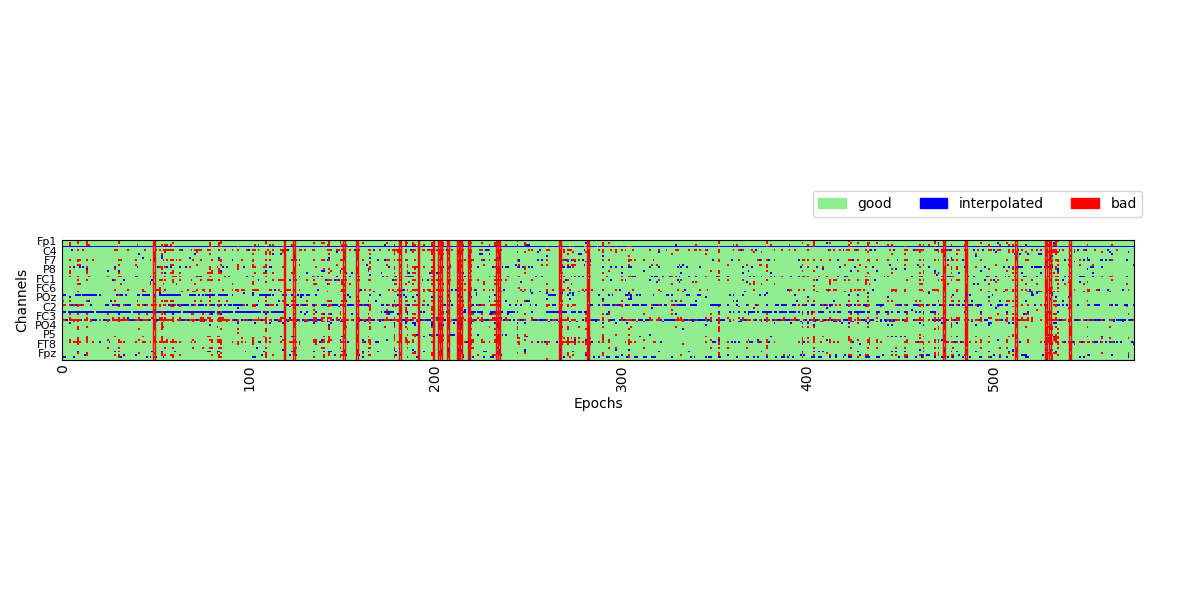 good interpolated bad
Fp1
C4
F7
P8
FC1
FC6
POz
C2
FC3
PO4
P5
FT8
Fpz
Channels
0 100 200 300 400 500
Epochs